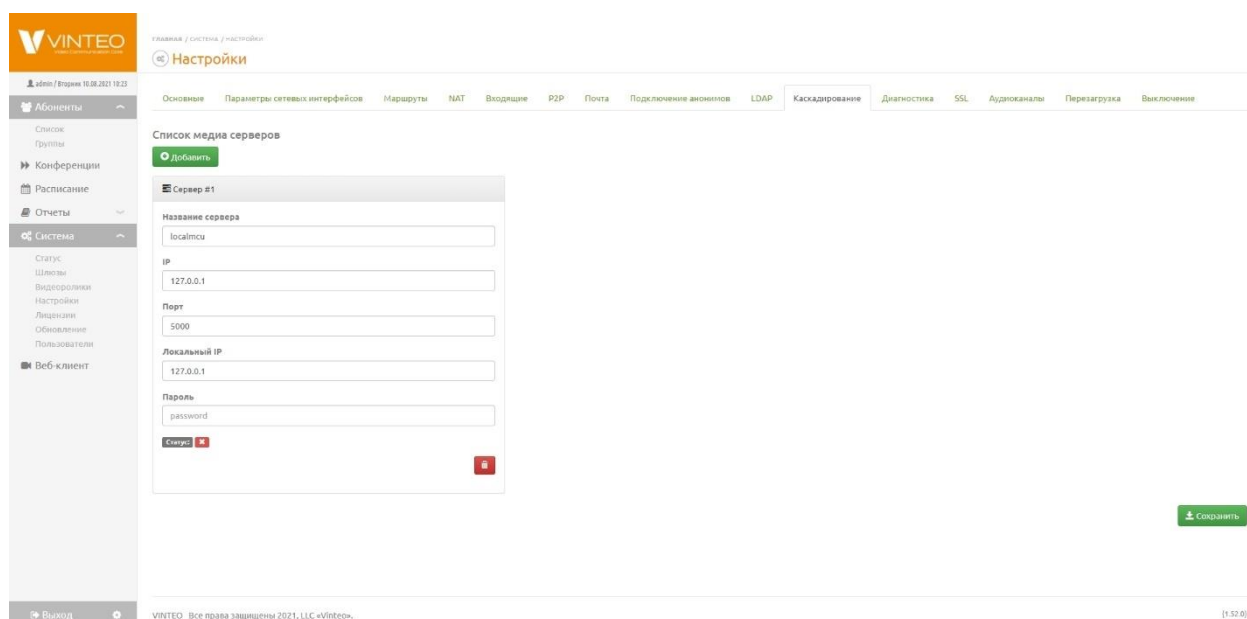 VINTEO
ГЛАВНАЯ / СИСТЕМА / НАСТРОЙКИ
Настройки
admin / Вторник 10.08.2021 10:23
Абоненты
Список
Группы
Конференции
Расписание
Отчеты
Система
Статус
Шлюзы
Видеоролики
Настройки
Лицензии
Обновление
Пользователи
Веб-клиент
Выход
Основные Параметры сетевых интерфейсов Маршруты NAT Входящие P2P Почта Подключение анонимов LDAP Каскадирование Диагностика SSL Аудиоканалы Перезагрузка Выключение
Список медиа серверов
Добавить
Сервер #1
Название сервера
localmcu
IP
127.0.0.1
Порт
5000
Локальный IP
127.0.0.1
Пароль
password
Статус:
Сохранить
VINTEO Все права защищены 2021, LLC «Vinteo».
[1.52.0]